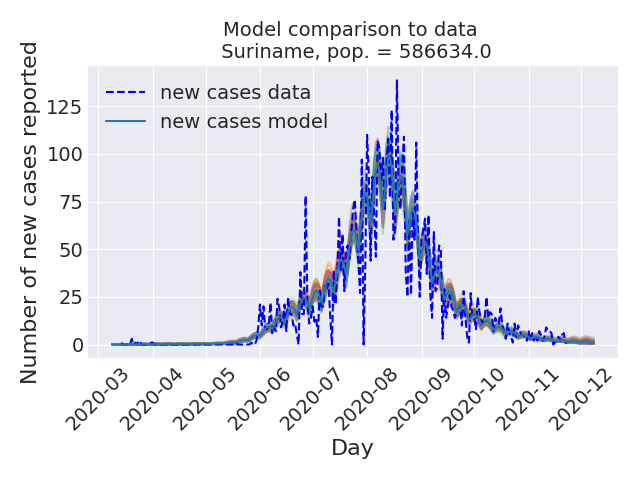 Model comparison to data
Suriname, pop. = 586634.0
Number of new cases reported
125
100
75
50
25
0
new cases data
new cases model
2020-03
2020-04
2020-05
2020-06
2020-07
2020-08
2020-09
2020-10
2020-11
2020-12
Day